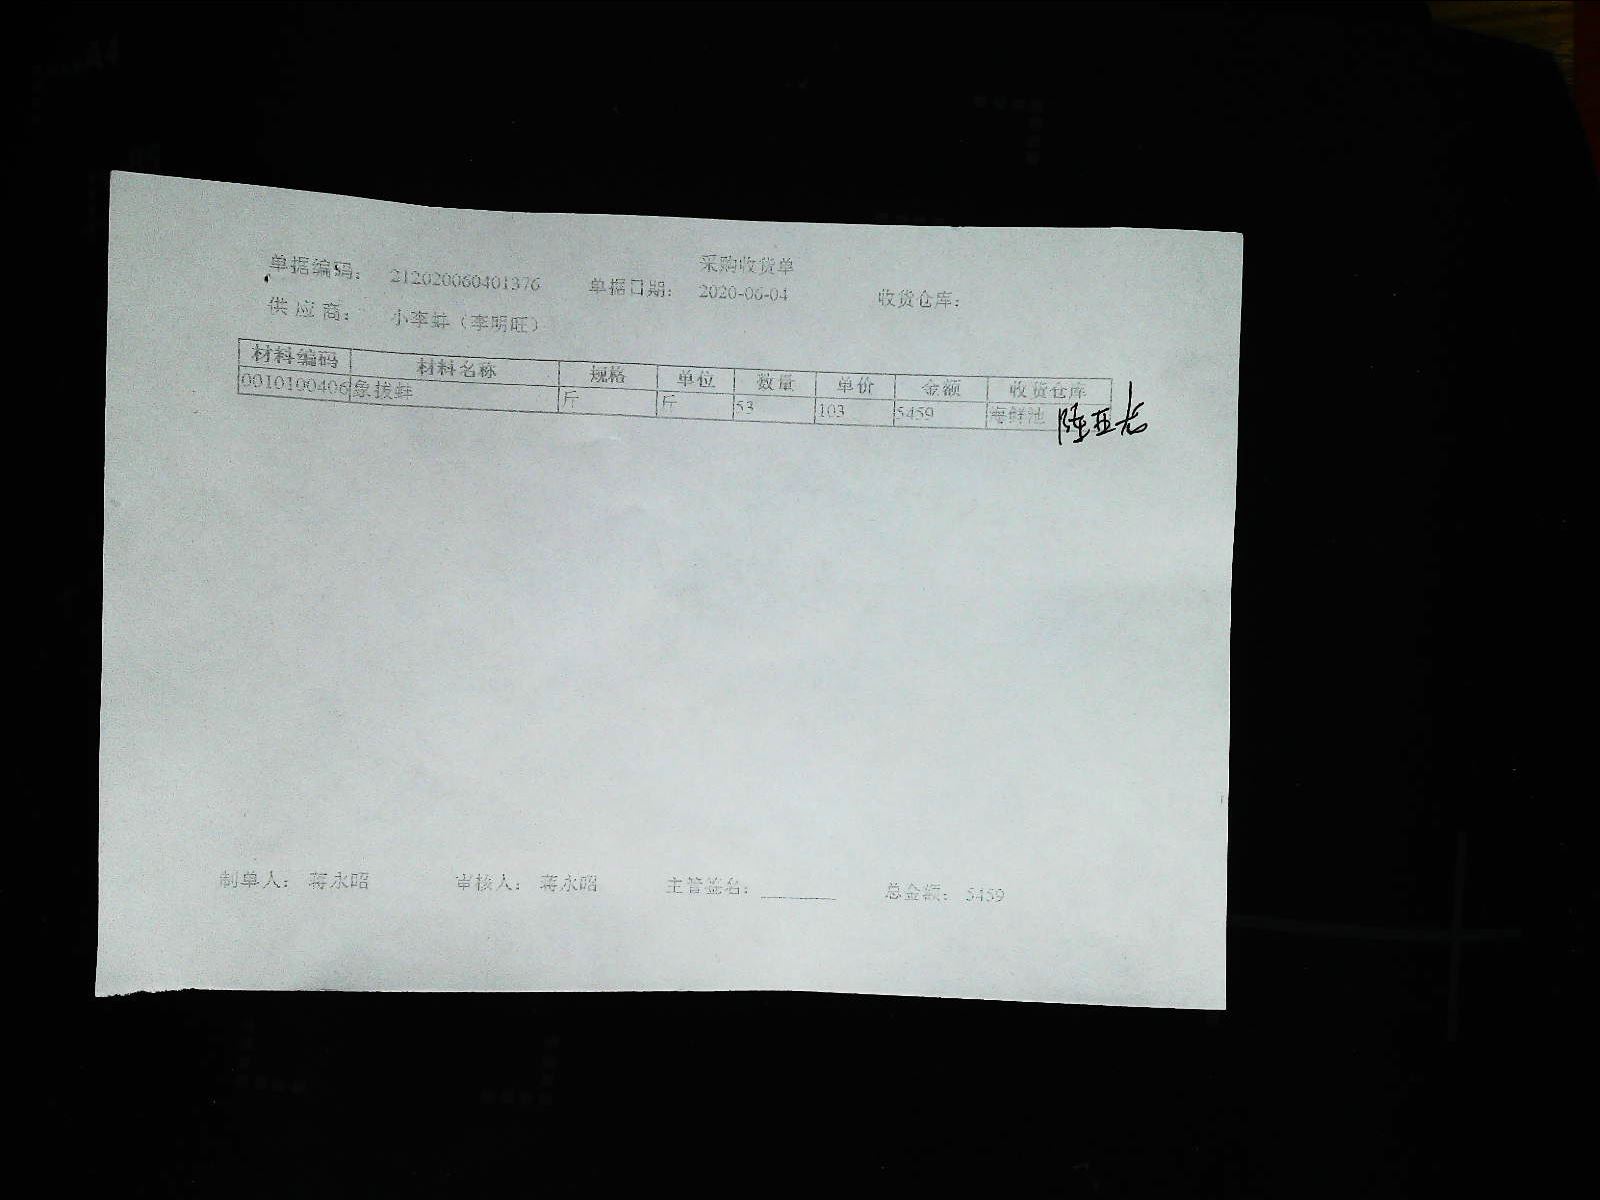 采购收货单
单据编码： 212020060401376 单据日期： 2020-06-04 收货仓库：
供应商： 小李蚌（李明旺）
材料编码 材料名称 规格 单位 数量 单价 金额 收货仓库
0010100406 象拔蚌 斤 斤 53 103 5459 海鲜池
制单人： 蒋永昭 审核人： 蒋永昭 主管签名： 总金额： 5459